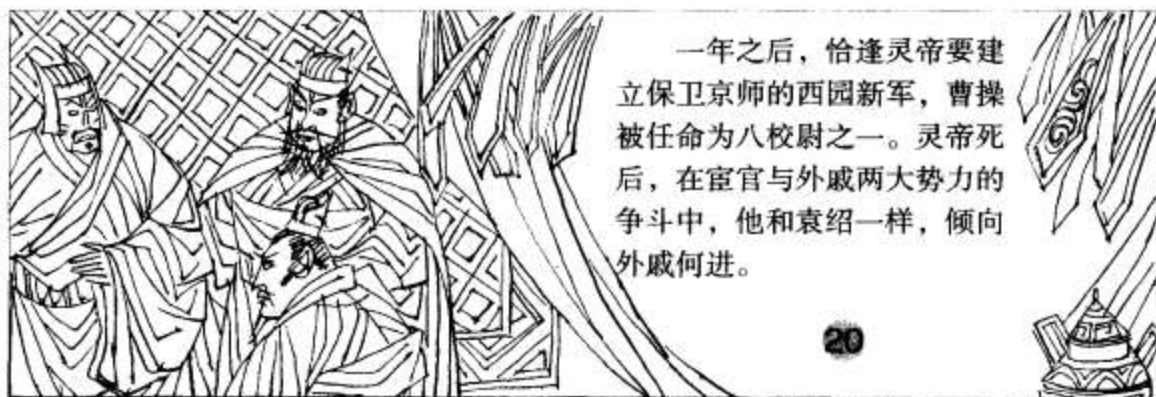 一年之后，恰逢灵帝要建
立保卫京师的西园新军，曹操
被任命为八校尉之一。灵帝死
后，在宦官与外戚两大势力的
争斗中，他和袁绍一样，倾向
外戚何进。
20